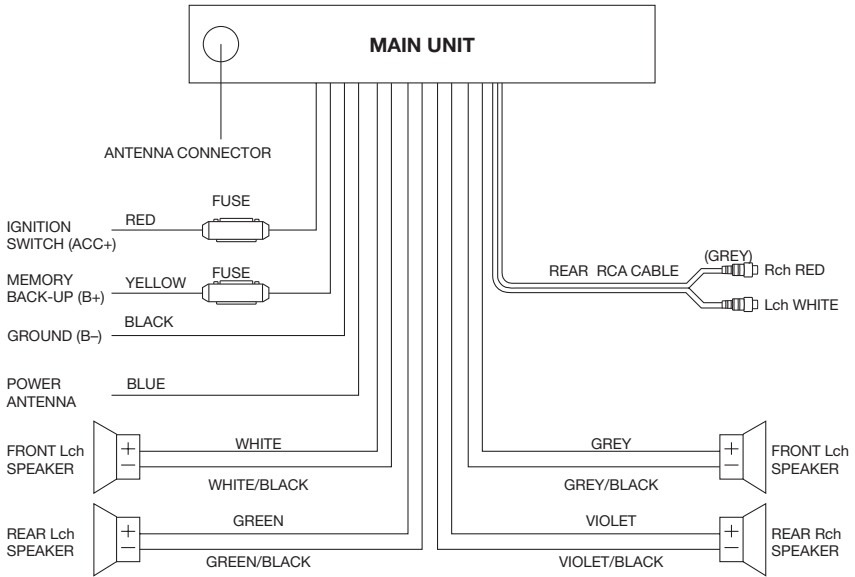 MAIN UNIT
ANTENNA CONNECTOR
FUSE
IGNITION
SWITCH (ACC+)
RED
MEMORY
BACK-UP (B+)
YELLOW
FUSE
GROUND (B–)
BLACK
POWER
ANTENNA
BLUE
REAR RCA CABLE
(GREY)
Rch RED
Lch WHITE
FRONT Lch
SPEAKER
+
–
WHITE
WHITE/BLACK
GREY
GREY/BLACK
+
–
FRONT Lch
SPEAKER
REAR Lch
SPEAKER
+
–
GREEN
GREEN/BLACK
VIOLET
VIOLET/BLACK
+
–
REAR Rch
SPEAKER